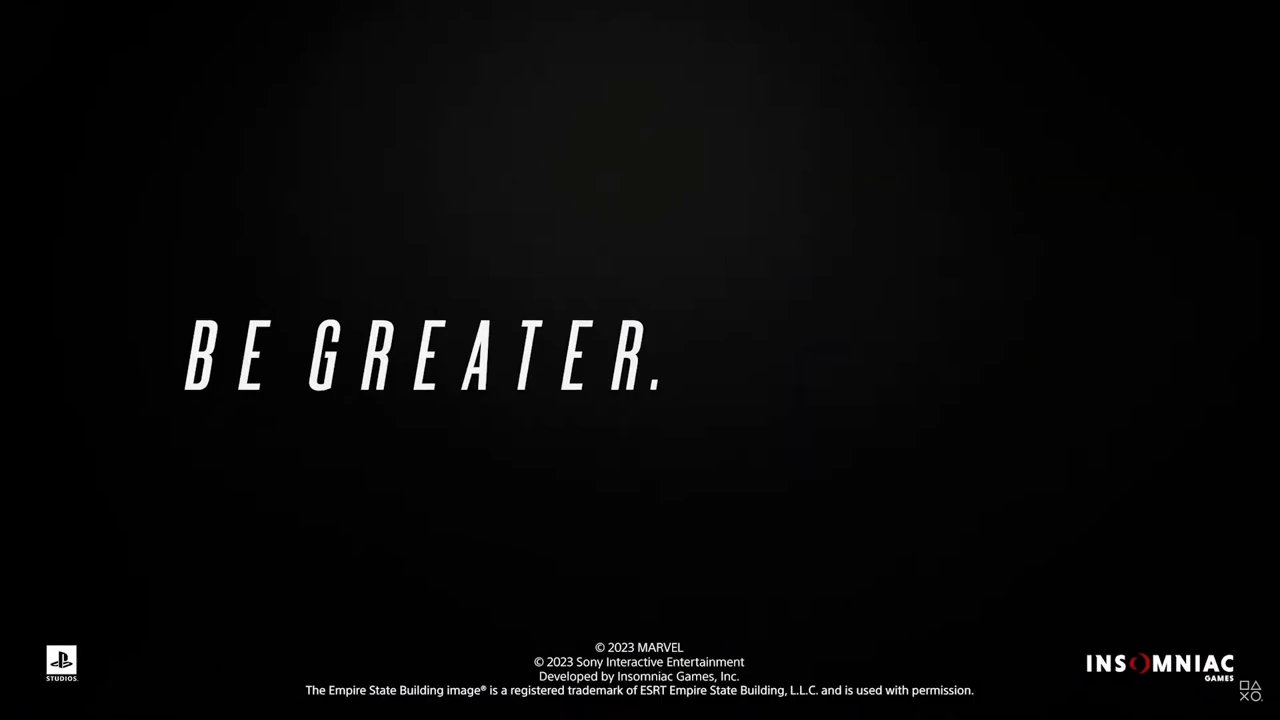 BE GREATER.
© 2023 MARVEL
© 2023 Sony Interactive Entertainment
Developed by Insomniac Games, Inc.
The Empire State Building image® is a registered trademark of ESRT Empire State Building, L.L.C. and is used with permission.
STUDIOS
INSOMNIAC
GAMES